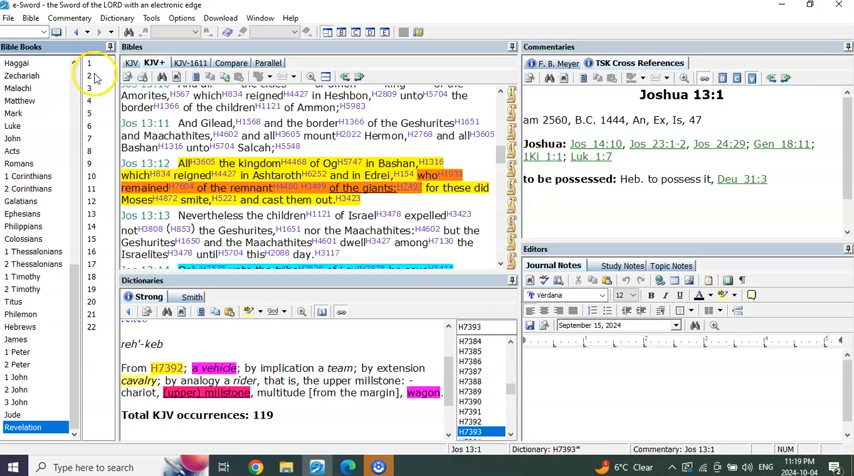 e-Sword - the Sword of the LORD with an electronic edge
File Bible Commentary Dictionary Tools Options Download Window Help
Bible Books
Haggai
Zechariah
Malachi
Matthew
Mark
Luke
John
Acts
Romans
1 Corinthians
2 Corinthians
Galatians
Ephesians
Philippians
Colossians
1 Thessalonians
2 Thessalonians
1 Timothy
2 Timothy
Titus
Philemon
Hebrews
James
1 Peter
2 Peter
1 John
2 John
3 John
Jude
Revelation
1
2
3
4
5
6
7
8
9
10
11
12
13
14
15
16
17
18
19
20
21
22
Bibles
KJV KJV+ KJV-1611 Compare Parallel
Amorites,H567 which H834 reigned H4427 in Heshbon, H2809 unto H5704 the
border H1366 of the children H1121 of Ammon; H5983
Jos 13:11 And Gilead, H1568 and the border H1366 of the Geshurites H1651
and Maachathites, H4602 and all H3605 mount H2022 Hermon, H2768 and all H3605
Bashan H1316 unto H5704 Salcah; H5548
Jos 13:12 All H3605 the kingdom H4468 of Og H5747 in Bashan, H1316
which H834 reigned H4427 in Ashtaroth H6252 and in Edrei, H154 who H1931
remained H7604 of the remnant H4480 H3499 of the giants: H7497 for these did
Moses H4872 smite, H5221 and cast them out. H3423
Jos 13:13 Nevertheless the children H1121 of Israel H3478 expelled H3423
not H3808 (H853) the Geshurites, H1651 nor the Maachathites: H4602 but the
Geshurites H1650 and the Maachathites H4601 dwell H3427 among H7130 the
Israelites H3478 until H5704 this H2088 day. H3117
Dictionaries
Strong Smith
reh'-keb
From H7392; a vehicle; by implication a team; by extension
cavalry; by analogy a rider, that is, the upper millstone: -
chariot, (upper) millstone, multitude [from the margin], wagon.
Total KJV occurrences: 119
H7393
H7384
H7385
H7386
H7387
H7388
H7389
H7390
H7391
H7392
H7393
Commentaries
F. B. Meyer TSK Cross References
Joshua 13:1
am 2560, B.C. 1444, An, Ex, Is, 47
Joshua: Jos 14:10, Jos 23:1-2, Jos 24:29; Gen 18:11;
1Ki 1:1; Luk 1:7
to be possessed: Heb. to possess it, Deu 31:3
Editors
Journal Notes Study Notes Topic Notes
Verdana 12 B I U
September 15, 2024
Jos 13:1 Dictionary: H7393* Commentary: Jos 13:1 NUM
Type here to search
6°C Clear ENG
11:19 PM
2024-10-04